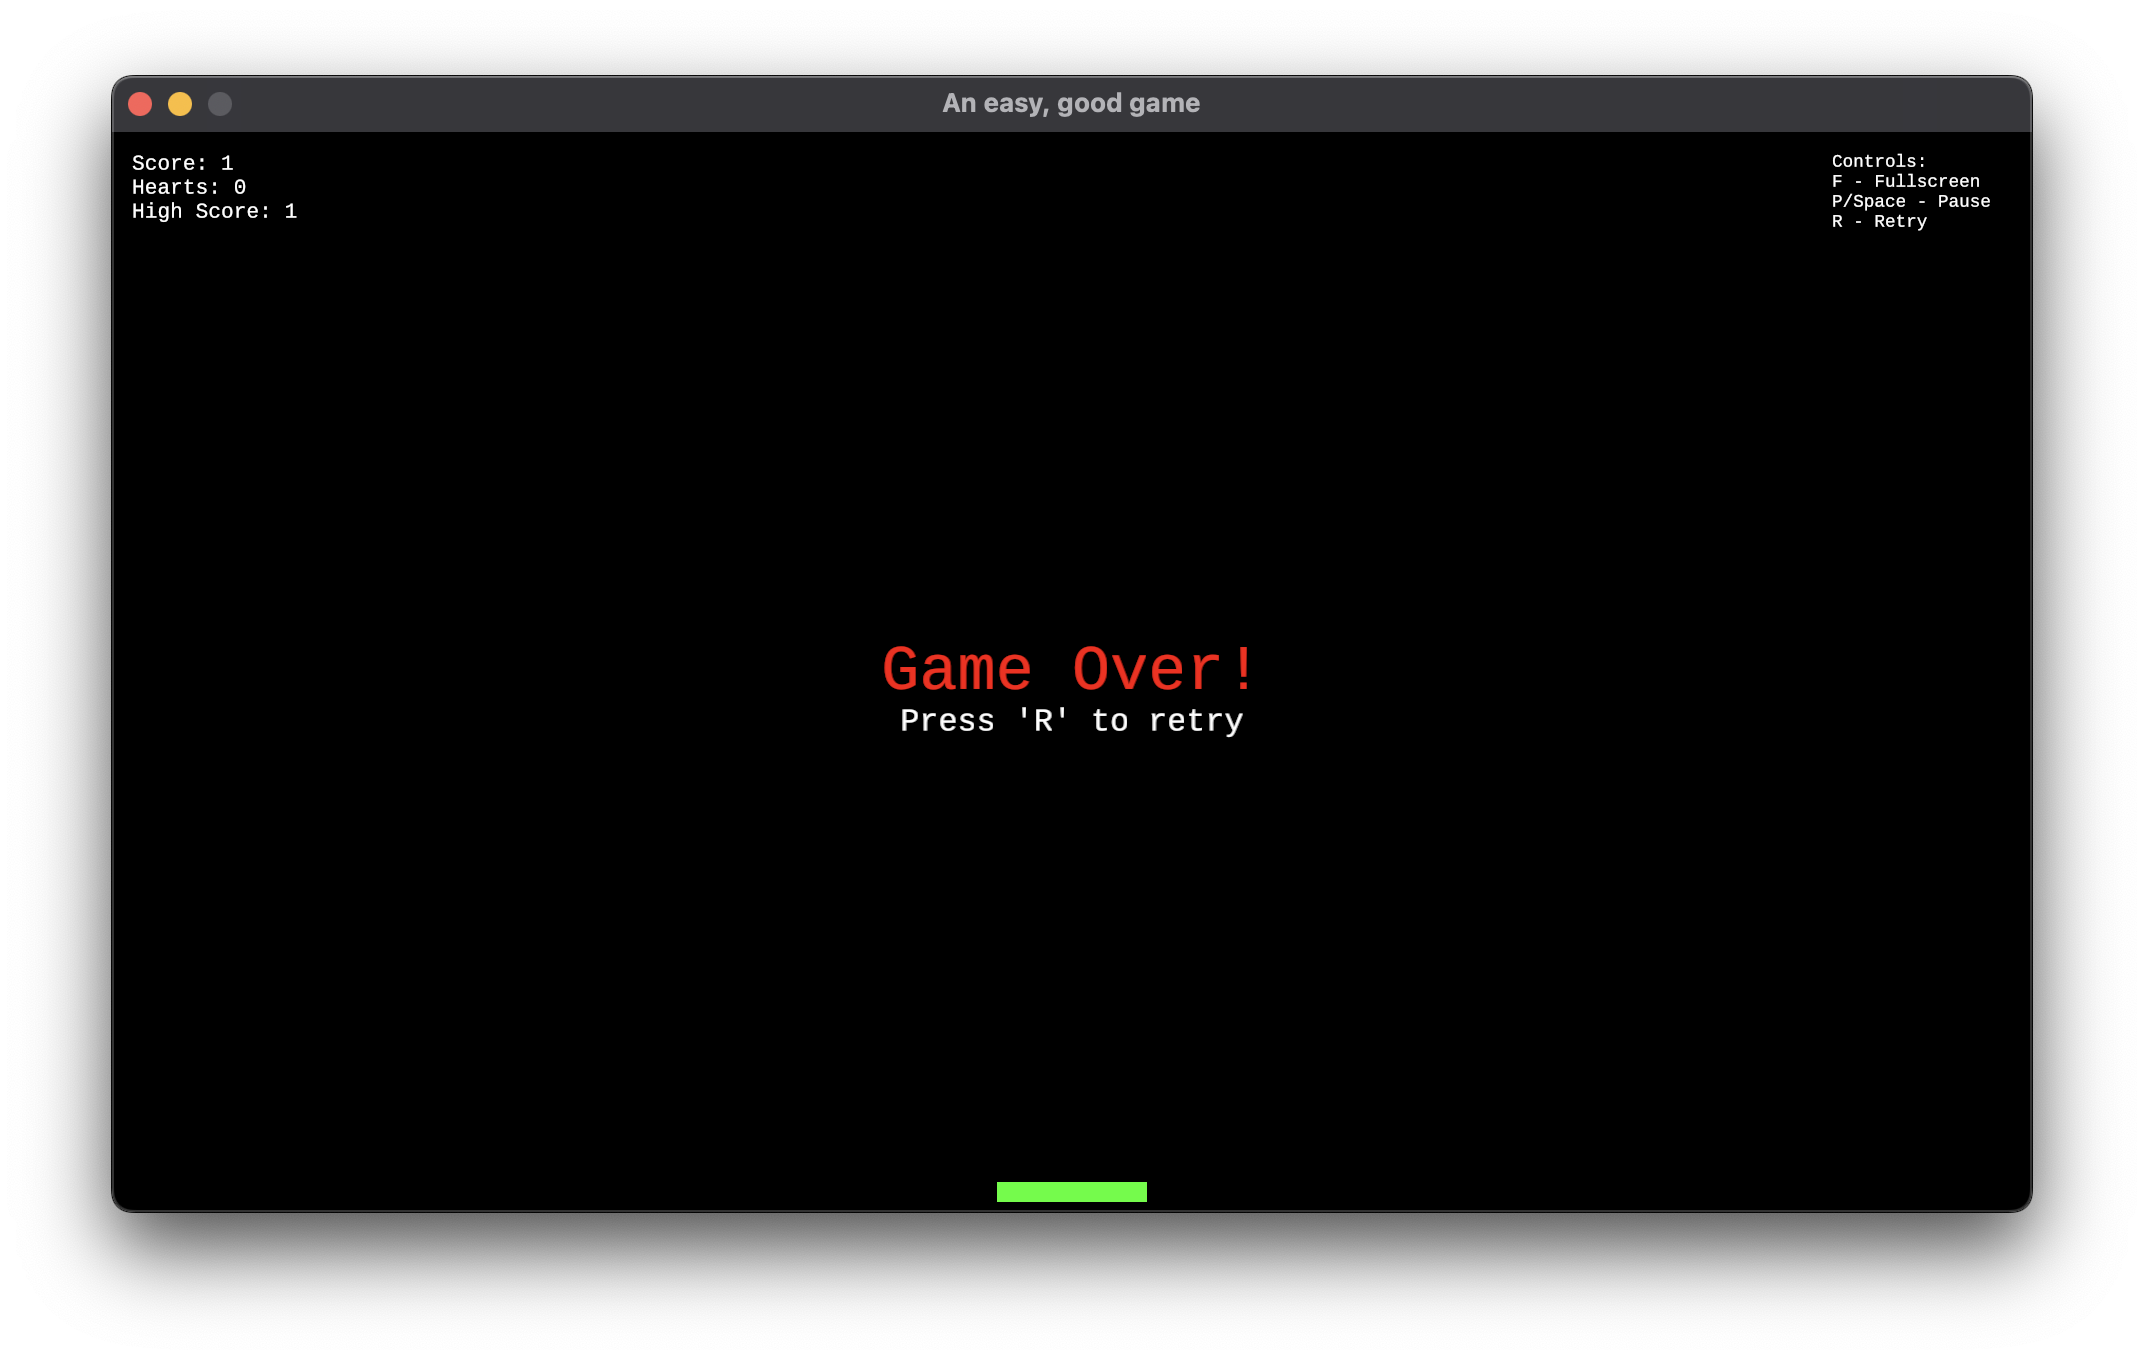 An easy, good game
Score: 1
Hearts: 0
High Score: 1
Controls:
F - Fullscreen
P/Space - Pause
R - Retry
Game Over!
Press 'R' to retry